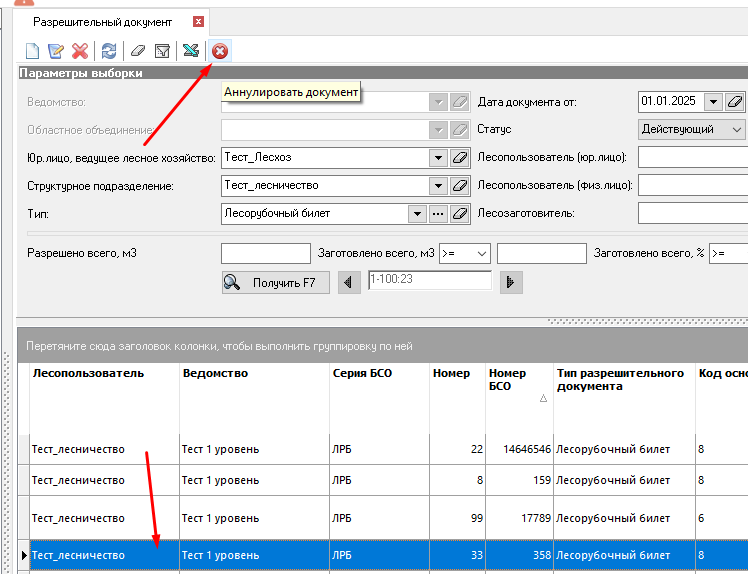 Разрешительный документ
Параметры выборки
Аннулировать документ
Ведомство:
Дата документа от: 01.01.2025
Областное объединение:
Статус Действующий
Юр.лицо, ведущее лесное хозяйство: Тест_Лесхоз
Лесопользователь (юр.лицо):
Структурное подразделение: Тест_лесничество
Лесопользователь (физ.лицо):
Тип: Лесорубочный билет
Лесозаготовитель:
Разрешено всего, м3 Заготовлено всего, м3 >= Заготовлено всего, % >=
Получить F7 1-100:23
Перетяните сюда заголовок колонки, чтобы выполнить группировку по ней
Лесопользователь Ведомство Серия БСО Номер Номер БСО Тип разрешительного документа Код осно
Тест_лесничество Тест 1 уровень ЛРБ 22 14646546 Лесорубочный билет 8
Тест_лесничество Тест 1 уровень ЛРБ 8 159 Лесорубочный билет 8
Тест_лесничество Тест 1 уровень ЛРБ 99 17789 Лесорубочный билет 6
Тест_лесничество Тест 1 уровень ЛРБ 33 358 Лесорубочный билет 8